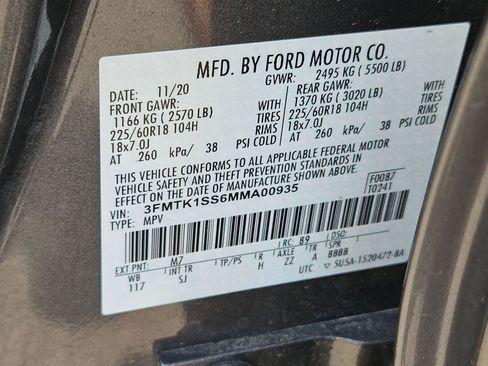 MFD. BY FORD MOTOR CO.
DATE: 11/20 GVWR: 2495 KG ( 5500 LB)
FRONT GAWR: REAR GAWR:
1166 KG ( 2570 LB) WITH 1370 KG ( 3020 LB) WITH
225/60R18 104H TIRES 225/60R18 104H TIRES
18x7.0J RIMS 18x7.0J RIMS
AT 260 kPa/ 38 PSI COLD AT 260 kPa/ 38 PSI COLD
THIS VEHICLE CONFORMS TO ALL APPLICABLE FEDERAL MOTOR
VEHICLE SAFETY AND THEFT PREVENTION STANDARDS
IN EFFECT ON THE DATE OF MANUFACTURE SHOWN ABOVE.
VIN: 3FMTK1SS6MMA00935 F0087
TYPE: MPV T0241
EXT PNT: M7 RC: 89 DSO:
WB INT TR TP/PS R AXLE TR SPR
117 SJ H ZZ A BBBB
UTC 5U5A-1520472-BA